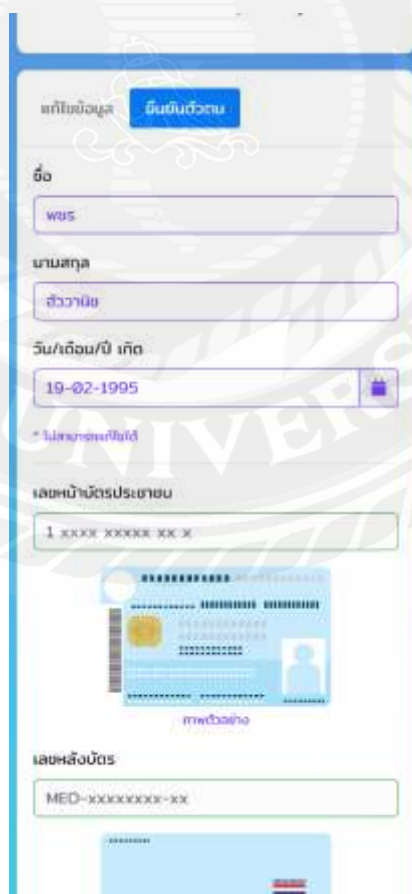 แก้ไขข้อมูล ยืนยันตัวตน
ชื่อ
พชร
นามสกุล
ฮั่ววานิช
วัน/เดือน/ปี เกิด
19-02-1995
* ไม่สามารถแก้ไขได้
เลขหน้าบัตรประชาชน
1 xxxx xxxxx xx x
ภาพตัวอย่าง
เลขหลังบัตร
ME0-xxxxxxxx-xx
UNIVERS